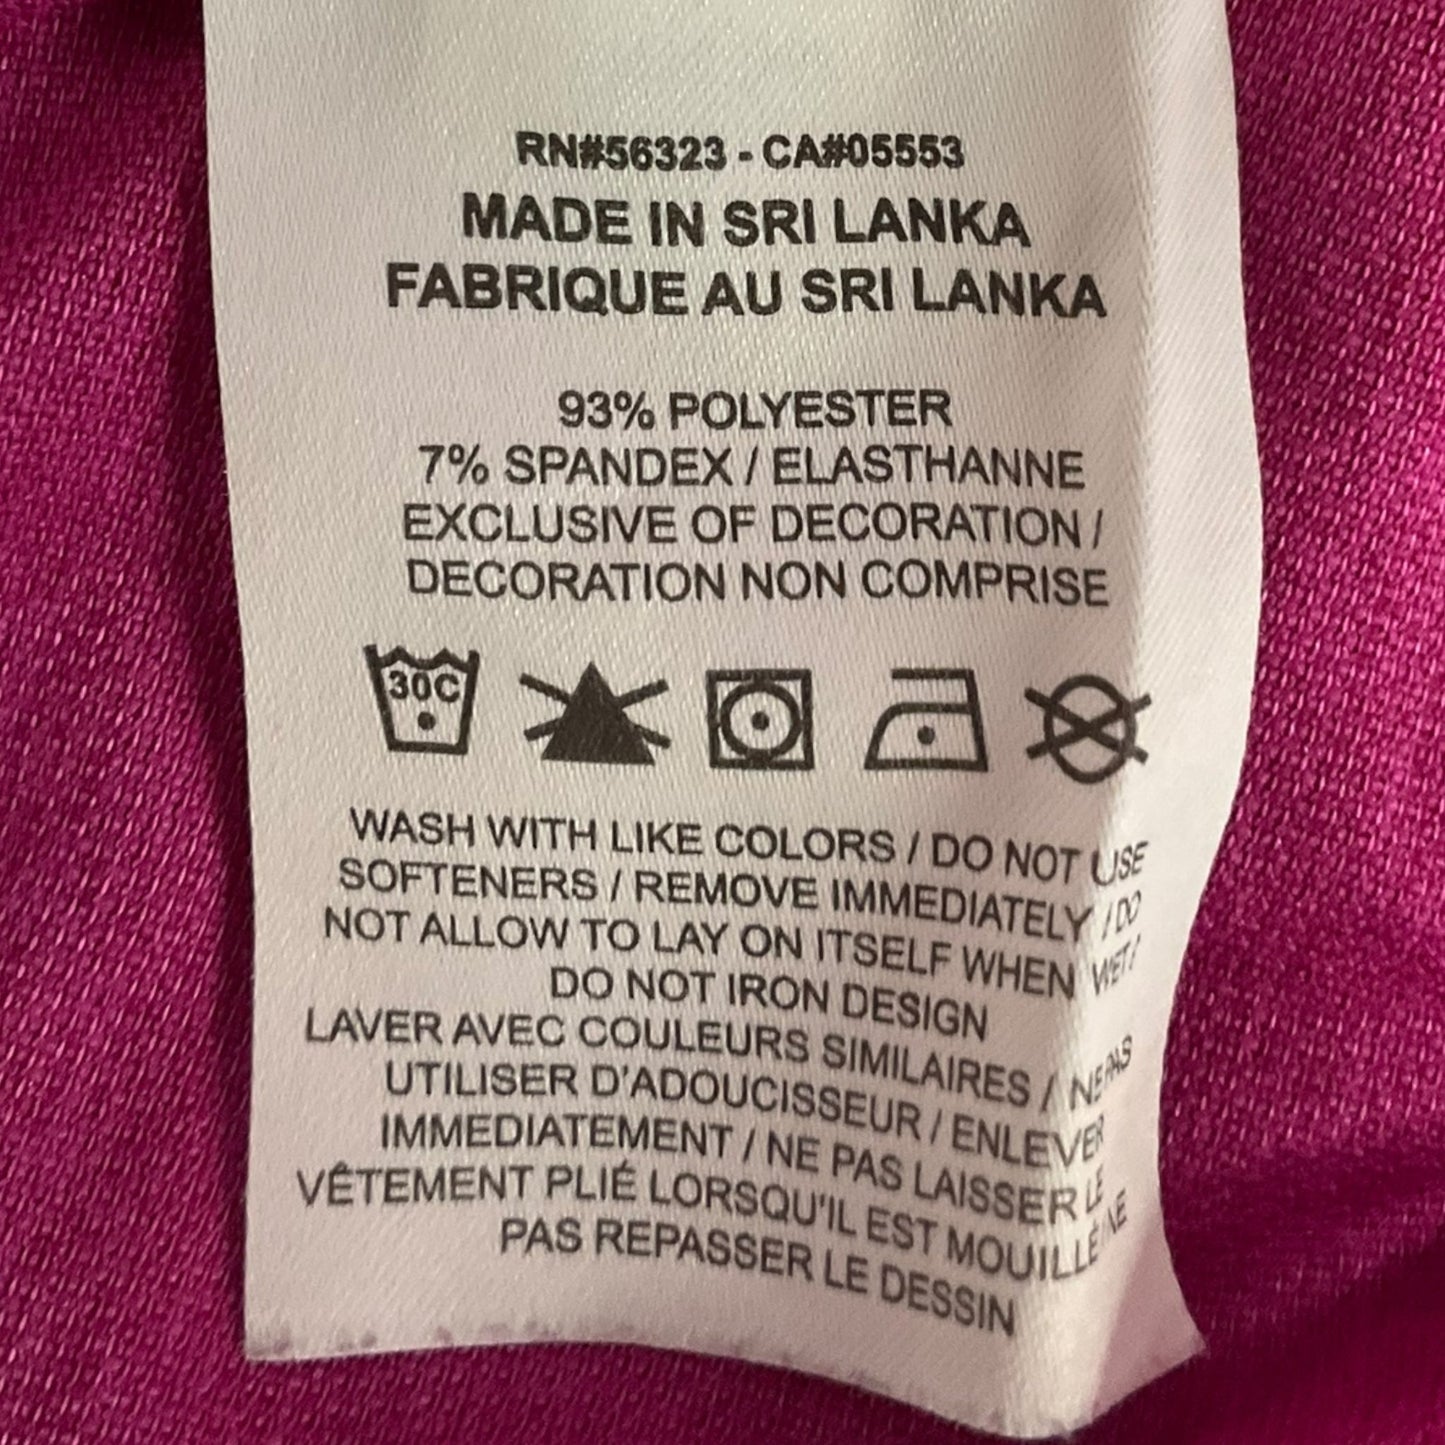 RN#56323 - CA#05553
MADE IN SRI LANKA
FABRIQUE AU SRI LANKA
93% POLYESTER
7% SPANDEX / ELASTHANNE
EXCLUSIVE OF DECORATION /
DECORATION NON COMPRISE
30C
WASH WITH LIKE COLORS / DO NOT USE
SOFTENERS / REMOVE IMMEDIATELY / DO
NOT ALLOW TO LAY ON ITSELF WHEN WET /
DO NOT IRON DESIGN
LAVER AVEC COULEURS SIMILAIRES / NE PAS
UTILISER D'ADOUCISSEUR / ENLEVER
IMMEDIATEMENT / NE PAS LAISSER LE
VÊTEMENT PLIÉ LORSQU'IL EST MOUILLÉ NE
PAS REPASSER LE DESSIN